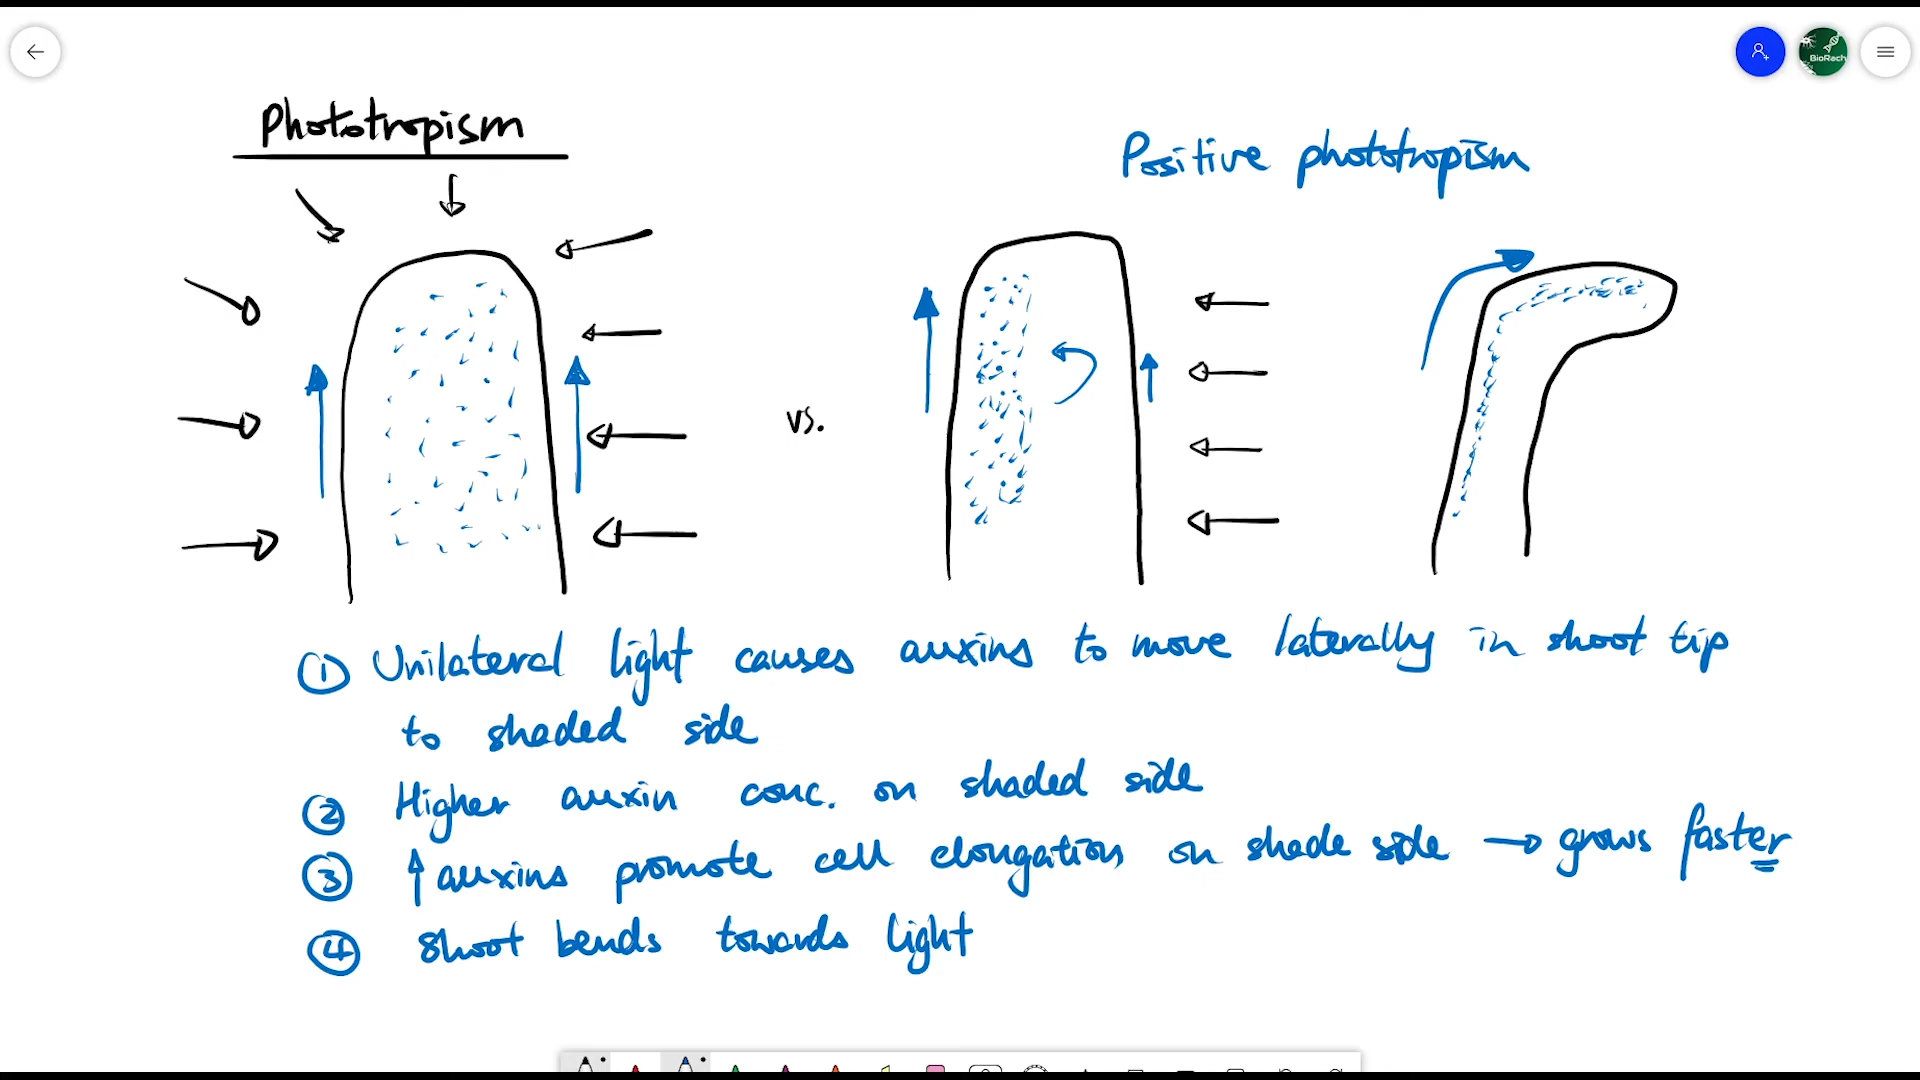 Phototropism
Positive phototropism
vs.
① Unilateral light causes auxins to move laterally in shoot tip
to shaded side
② Higher auxin conc. on shaded side
③ ↑ auxins promote cell elongation on shade side → grows faster
④ shoot bends towards light
BioRach